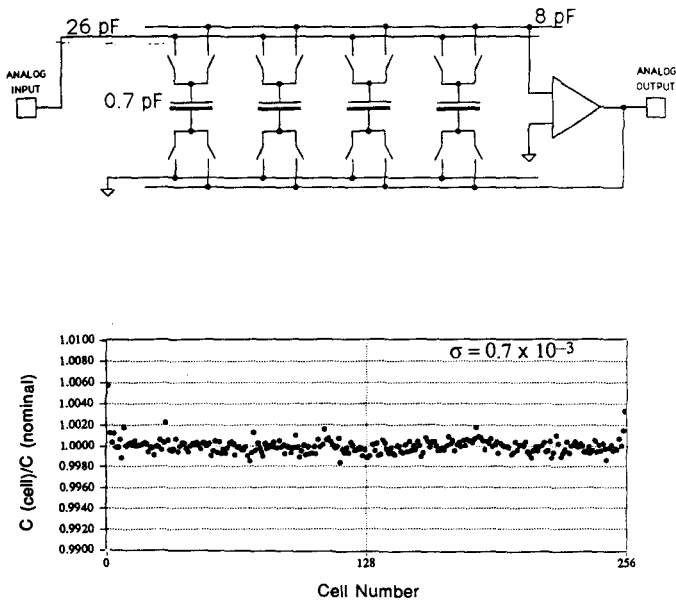 26 pF
8 pF
ANALOG
INPUT
ANALOG
OUTPUT
0.7 pF
σ = 0.7 x 10⁻³
1.0100
1.0080
1.0060
1.0040
1.0020
1.0000
0.9980
0.9960
0.9940
0.9920
0.9900
C (cell)/C (nominal)
0
128
256
Cell Number